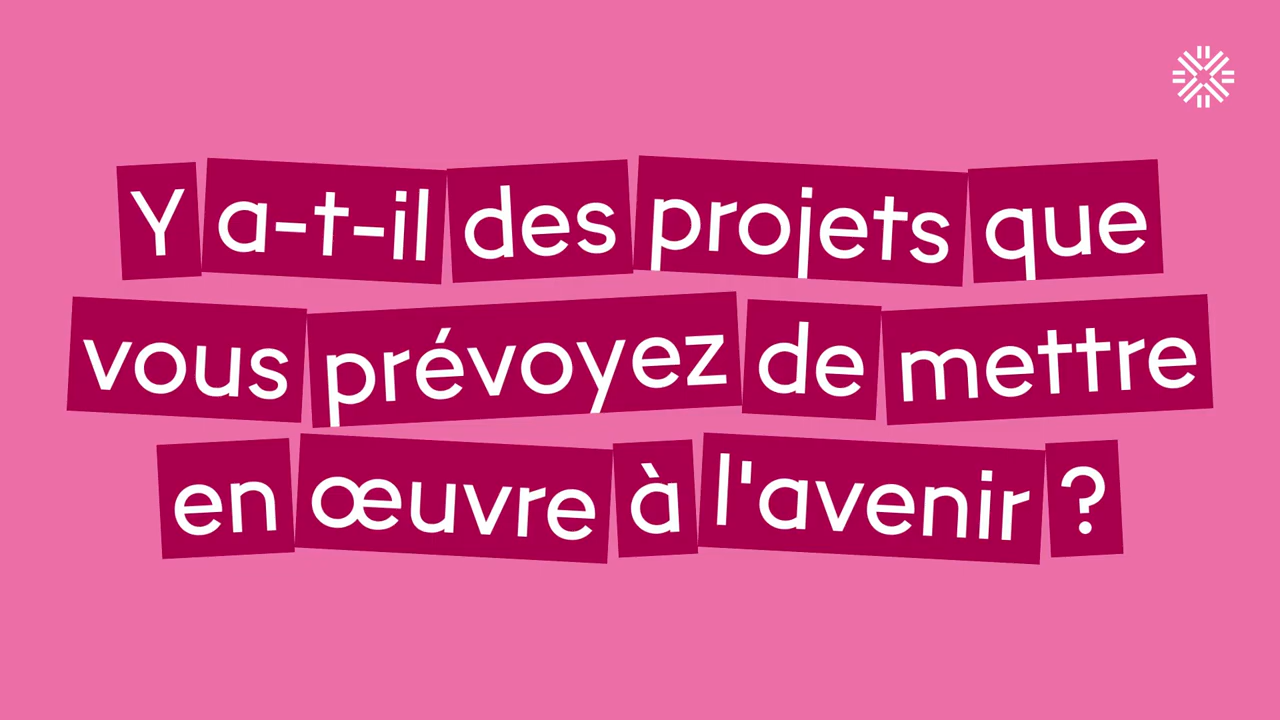 Y a-t-il des projets que
vous prévoyez de mettre
en œuvre à l'avenir ?